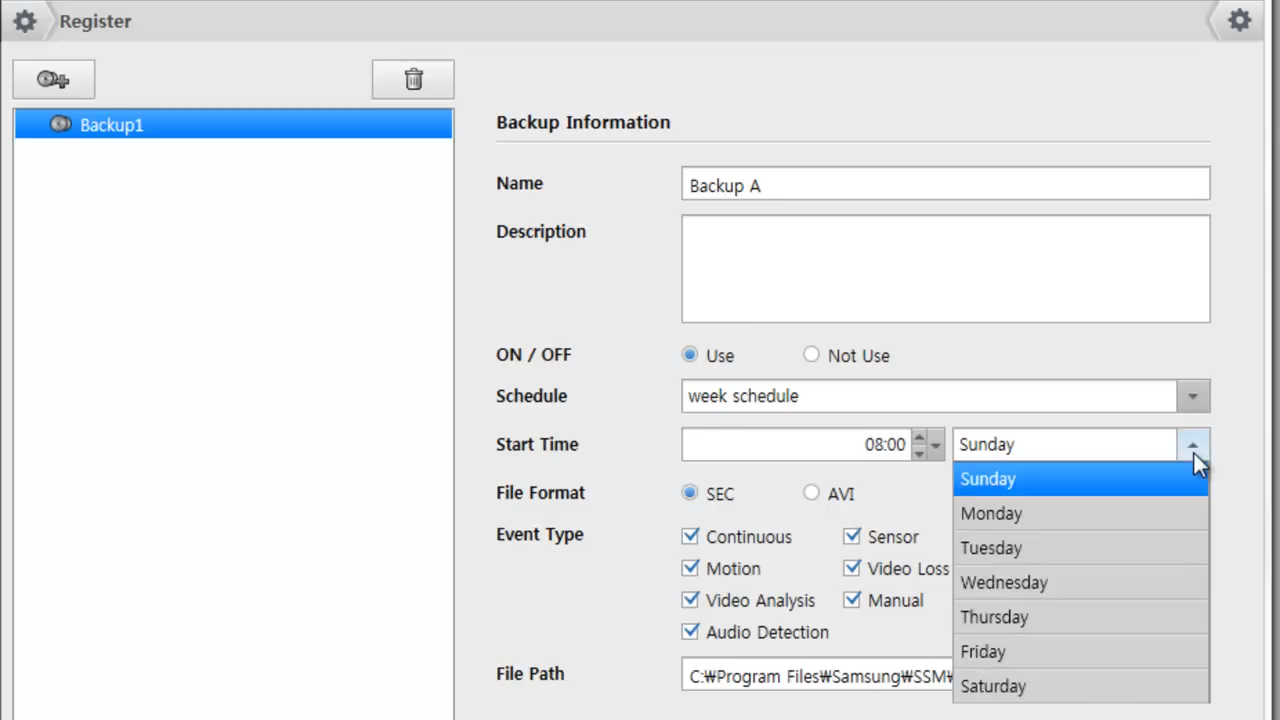 Register
Backup1
Backup Information
Name
Backup A
Description
ON / OFF
Use
Not Use
Schedule
week schedule
Start Time
08:00
Sunday
Sunday
Monday
Tuesday
Wednesday
Thursday
Friday
Saturday
File Format
SEC
AVI
Event Type
Continuous
Sensor
Motion
Video Loss
Video Analysis
Manual
Audio Detection
File Path
C:₩Program Files₩Samsung₩SSM₩